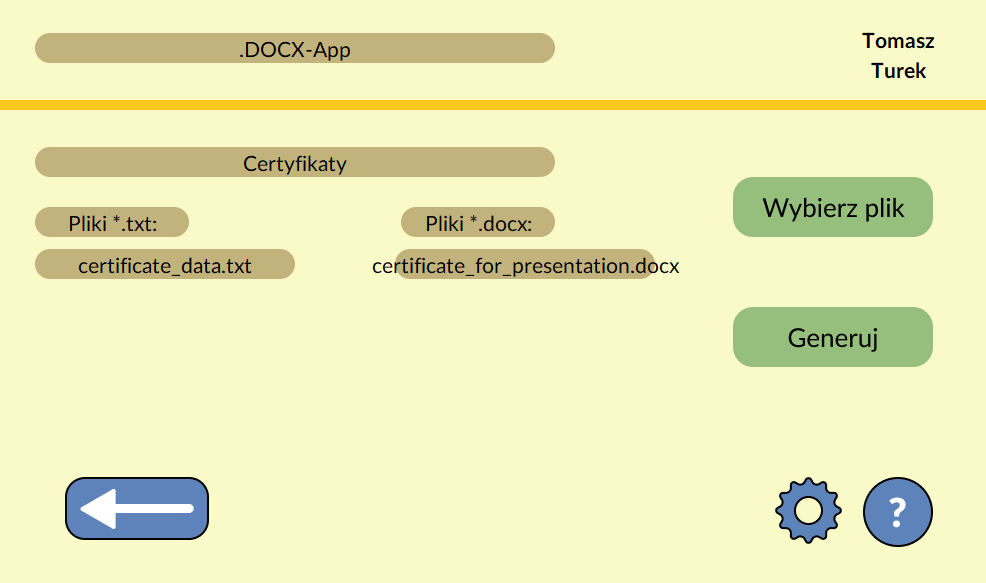 .DOCX-App
Tomasz
Turek
Certyfikaty
Pliki *.txt:
Pliki *.docx:
certificate_data.txt
certificate_for_presentation.docx
Wybierz plik
Generuj
?